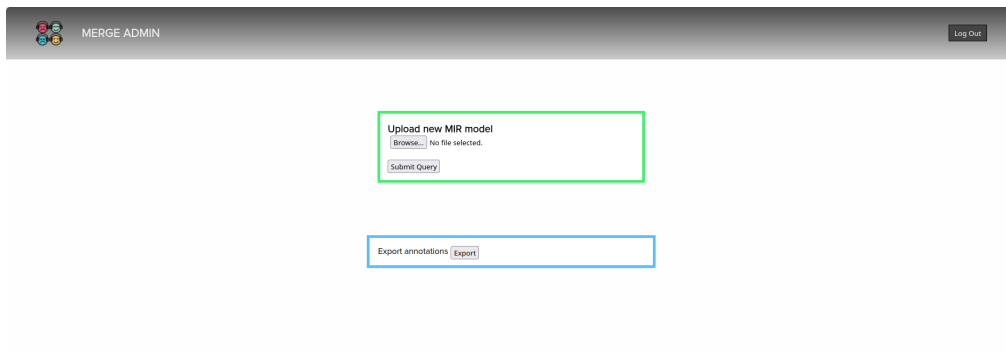 MERGE ADMIN
Log Out
Upload new MIR model
Browse... No file selected.
Submit Query
Export annotations Export